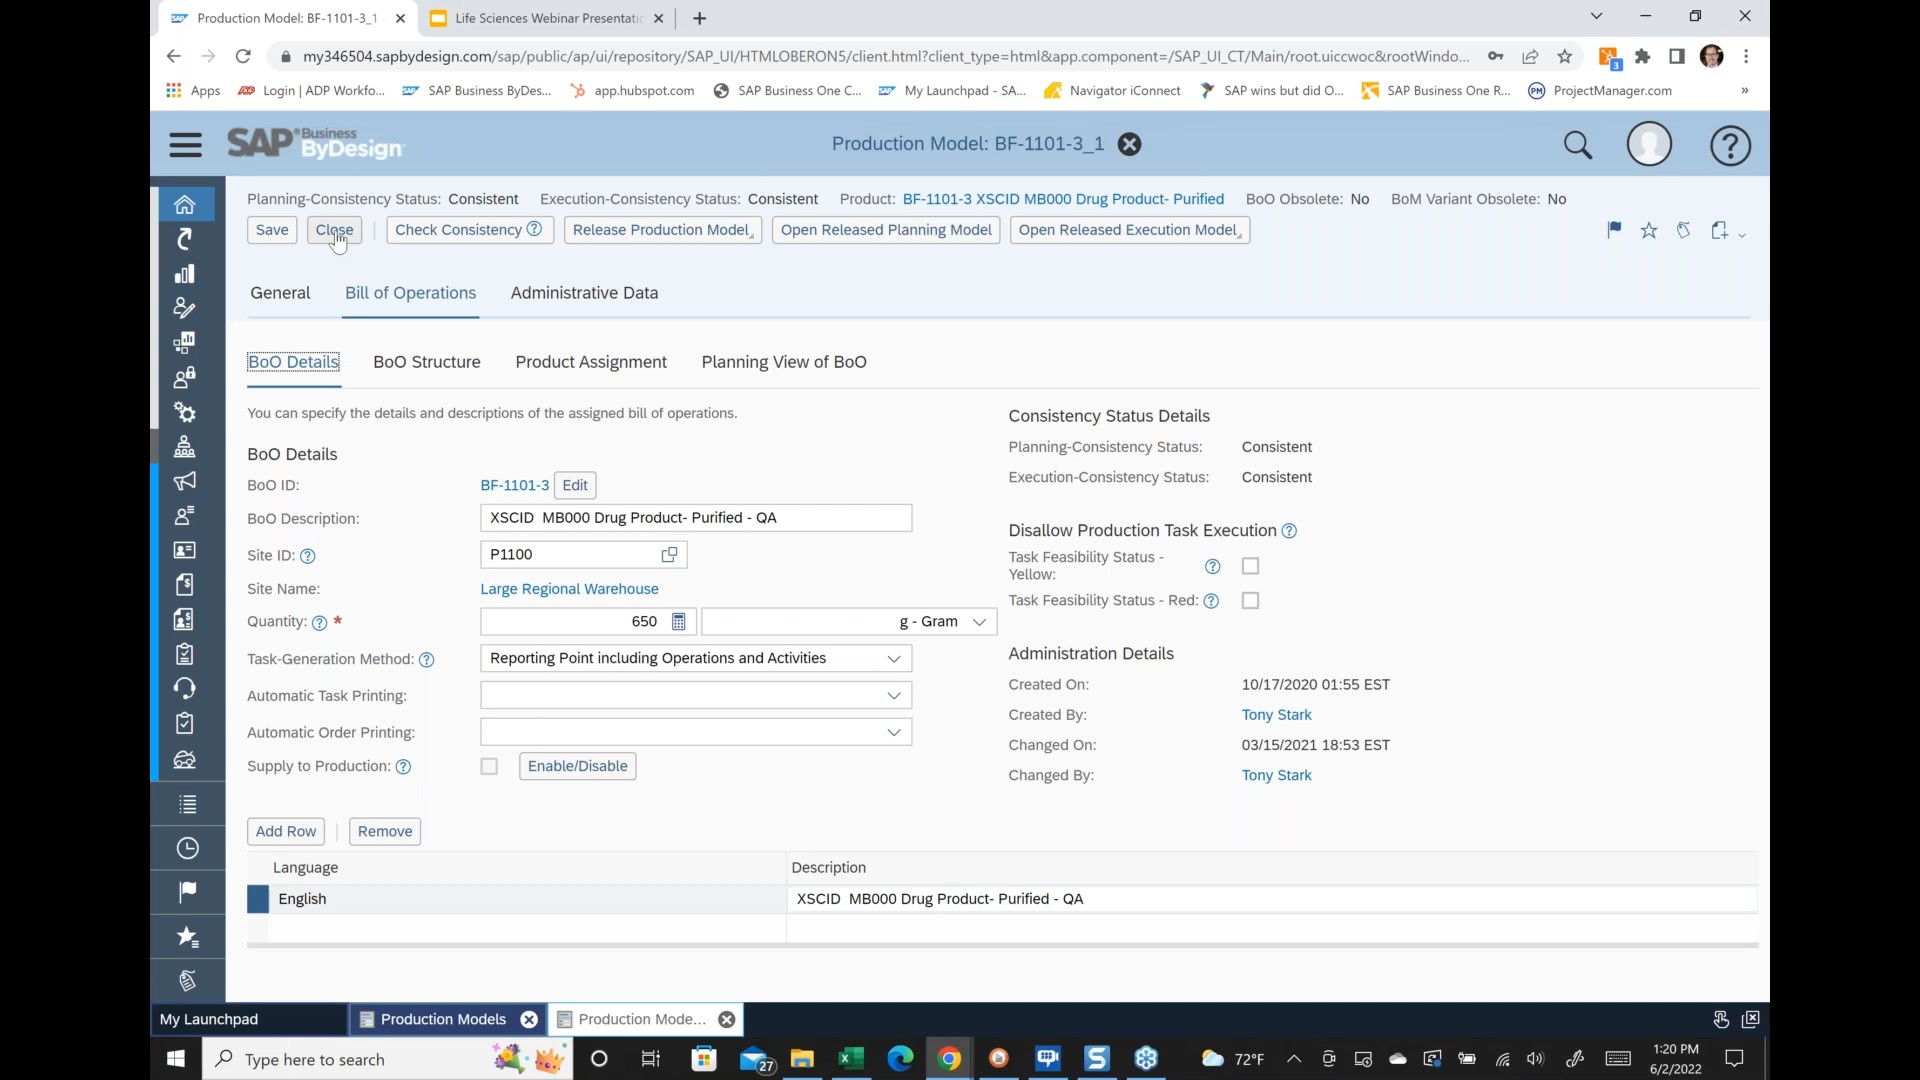 Production Model: BF-1101-3_1
Life Sciences Webinar Presentatio
my346504.sapbydesign.com/sap/public/ap/ui/repository/SAP_UI/HTMLOBERON5/client.html?client_type=html&app.component=/SAP_UI_CT/Main/root.uiccwoc&rootWindo...
3
Apps
Login | ADP Workfo...
SAP Business ByDes...
app.hubspot.com
SAP Business One C...
My Launchpad - SA...
Navigator iConnect
SAP wins but did O...
SAP Business One R...
PM ProjectManager.com
»
SAP Business ByDesign
Production Model: BF-1101-3_1
Planning-Consistency Status: Consistent Execution-Consistency Status: Consistent Product: BF-1101-3 XSCID MB000 Drug Product- Purified BoO Obsolete: No BoM Variant Obsolete: No
Save Close Check Consistency Release Production Model Open Released Planning Model Open Released Execution Model
General Bill of Operations Administrative Data
BoO Details BoO Structure Product Assignment Planning View of BoO
You can specify the details and descriptions of the assigned bill of operations.
BoO Details
BoO ID: BF-1101-3 Edit
BoO Description: XSCID MB000 Drug Product- Purified - QA
Site ID: P1100
Site Name: Large Regional Warehouse
Quantity: * 650 g - Gram
Task-Generation Method: Reporting Point including Operations and Activities
Automatic Task Printing:
Automatic Order Printing:
Supply to Production: Enable/Disable
Consistency Status Details
Planning-Consistency Status: Consistent
Execution-Consistency Status: Consistent
Disallow Production Task Execution
Task Feasibility Status -
Yellow:
Task Feasibility Status - Red:
Administration Details
Created On: 10/17/2020 01:55 EST
Created By: Tony Stark
Changed On: 03/15/2021 18:53 EST
Changed By: Tony Stark
Add Row Remove
Language Description
English XSCID MB000 Drug Product- Purified - QA
My Launchpad Production Models Production Mode...
Type here to search
27
72°F
1:20 PM
6/2/2022